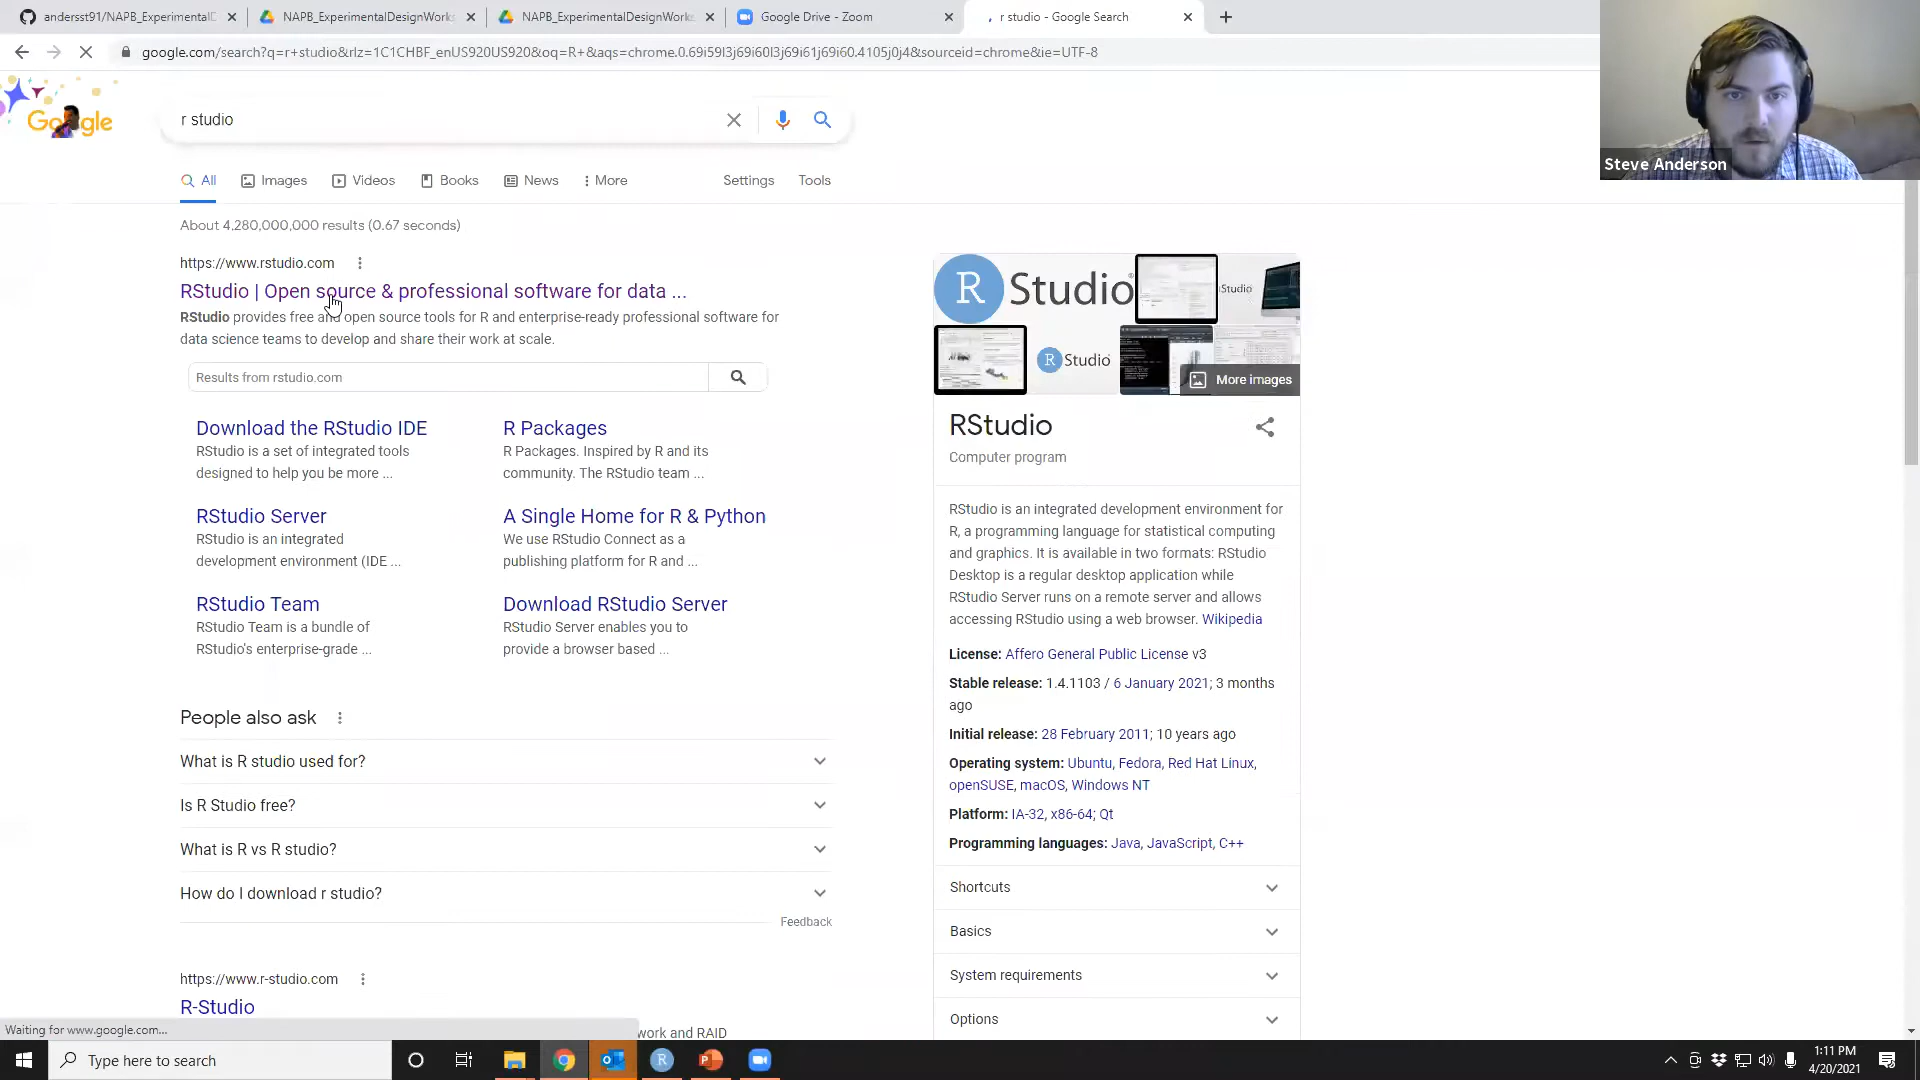 andersst91/NAPB_Experimental
NAPB_ExperimentalDesignWorks
NAPB_ExperimentalDesignWorks
Google Drive - Zoom
r studio - Google Search
google.com/search?q=r+studio&rlz=1C1CHBF_enUS920US920&oq=R+&aqs=chrome.0.69i59l3j69i60l3j69i61j69i60.4105j0j4&sourceid=chrome&ie=UTF-8
Google
r studio
All
Images
Videos
Books
News
More
Settings
Tools
About 4,280,000,000 results (0.67 seconds)
https://www.rstudio.com
RStudio | Open source & professional software for data ...
RStudio provides free and open source tools for R and enterprise-ready professional software for
data science teams to develop and share their work at scale.
Results from rstudio.com
Download the RStudio IDE
RStudio is a set of integrated tools
designed to help you be more ...
R Packages
R Packages. Inspired by R and its
community. The RStudio team ...
RStudio Server
RStudio is an integrated
development environment (IDE ...
A Single Home for R & Python
We use RStudio Connect as a
publishing platform for R and ...
RStudio Team
RStudio Team is a bundle of
RStudio's enterprise-grade ...
Download RStudio Server
RStudio Server enables you to
provide a browser based ...
People also ask
What is R studio used for?
Is R Studio free?
What is R vs R studio?
How do I download r studio?
Feedback
https://www.r-studio.com
R-Studio
work and RAID
Waiting for www.google.com...
R Studio
Studio
R Studio
More images
RStudio
Computer program
RStudio is an integrated development environment for
R, a programming language for statistical computing
and graphics. It is available in two formats: RStudio
Desktop is a regular desktop application while
RStudio Server runs on a remote server and allows
accessing RStudio using a web browser. Wikipedia
License: Affero General Public License v3
Stable release: 1.4.1103 / 6 January 2021; 3 months
ago
Initial release: 28 February 2011; 10 years ago
Operating system: Ubuntu, Fedora, Red Hat Linux,
openSUSE, macOS, Windows NT
Platform: IA-32, x86-64; Qt
Programming languages: Java, JavaScript, C++
Shortcuts
Basics
System requirements
Options
Steve Anderson
Type here to search
1:11 PM
4/20/2021